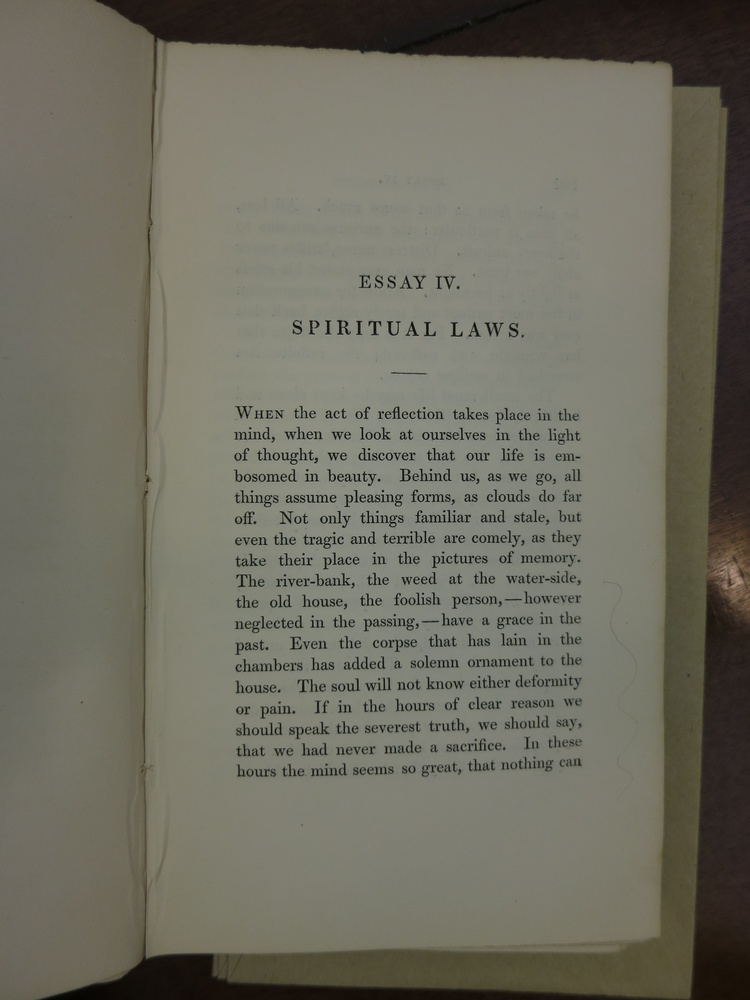 ESSAY IV.
SPIRITUAL LAWS.
WHEN the act of reflection takes place in the
mind, when we look at ourselves in the light
of thought, we discover that our life is em-
bosomed in beauty. Behind us, as we go, all
things assume pleasing forms, as clouds do far
off. Not only things familiar and stale, but
even the tragic and terrible are comely, as they
take their place in the pictures of memory.
The river-bank, the weed at the water-side,
the old house, the foolish person,—however
neglected in the passing,—have a grace in the
past. Even the corpse that has lain in the
chambers has added a solemn ornament to the
house. The soul will not know either deformity
or pain. If in the hours of clear reason we
should speak the severest truth, we should say,
that we had never made a sacrifice. In these
hours the mind seems so great, that nothing can